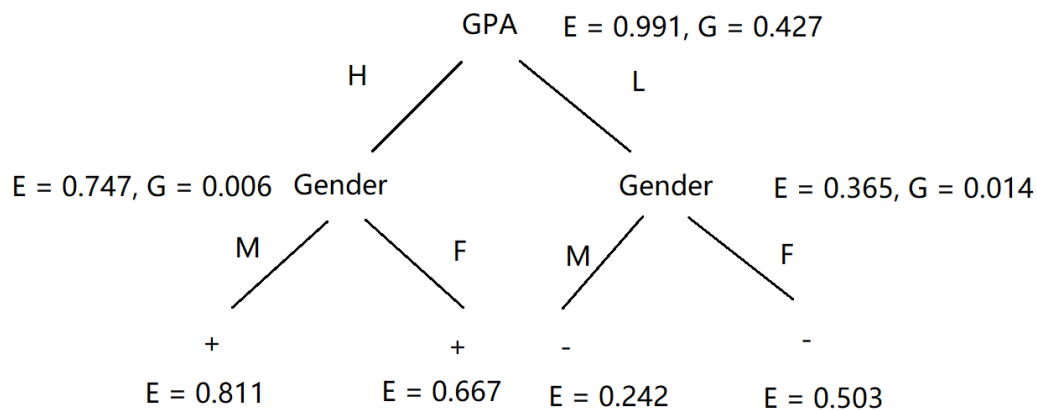 GPA E = 0.991, G = 0.427
H L
E = 0.747, G = 0.006 Gender Gender E = 0.365, G = 0.014
M F M F
+ + - -
E = 0.811 E = 0.667 E = 0.242 E = 0.503